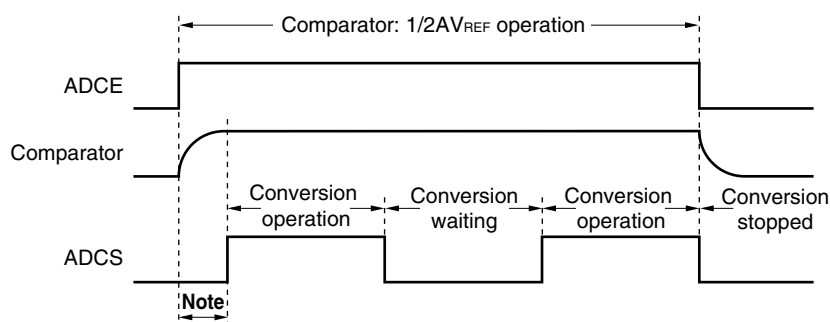 Comparator: 1/2AVREF operation
ADCE
Comparator
Conversion operation
Conversion waiting
Conversion operation
Conversion stopped
ADCS
Note